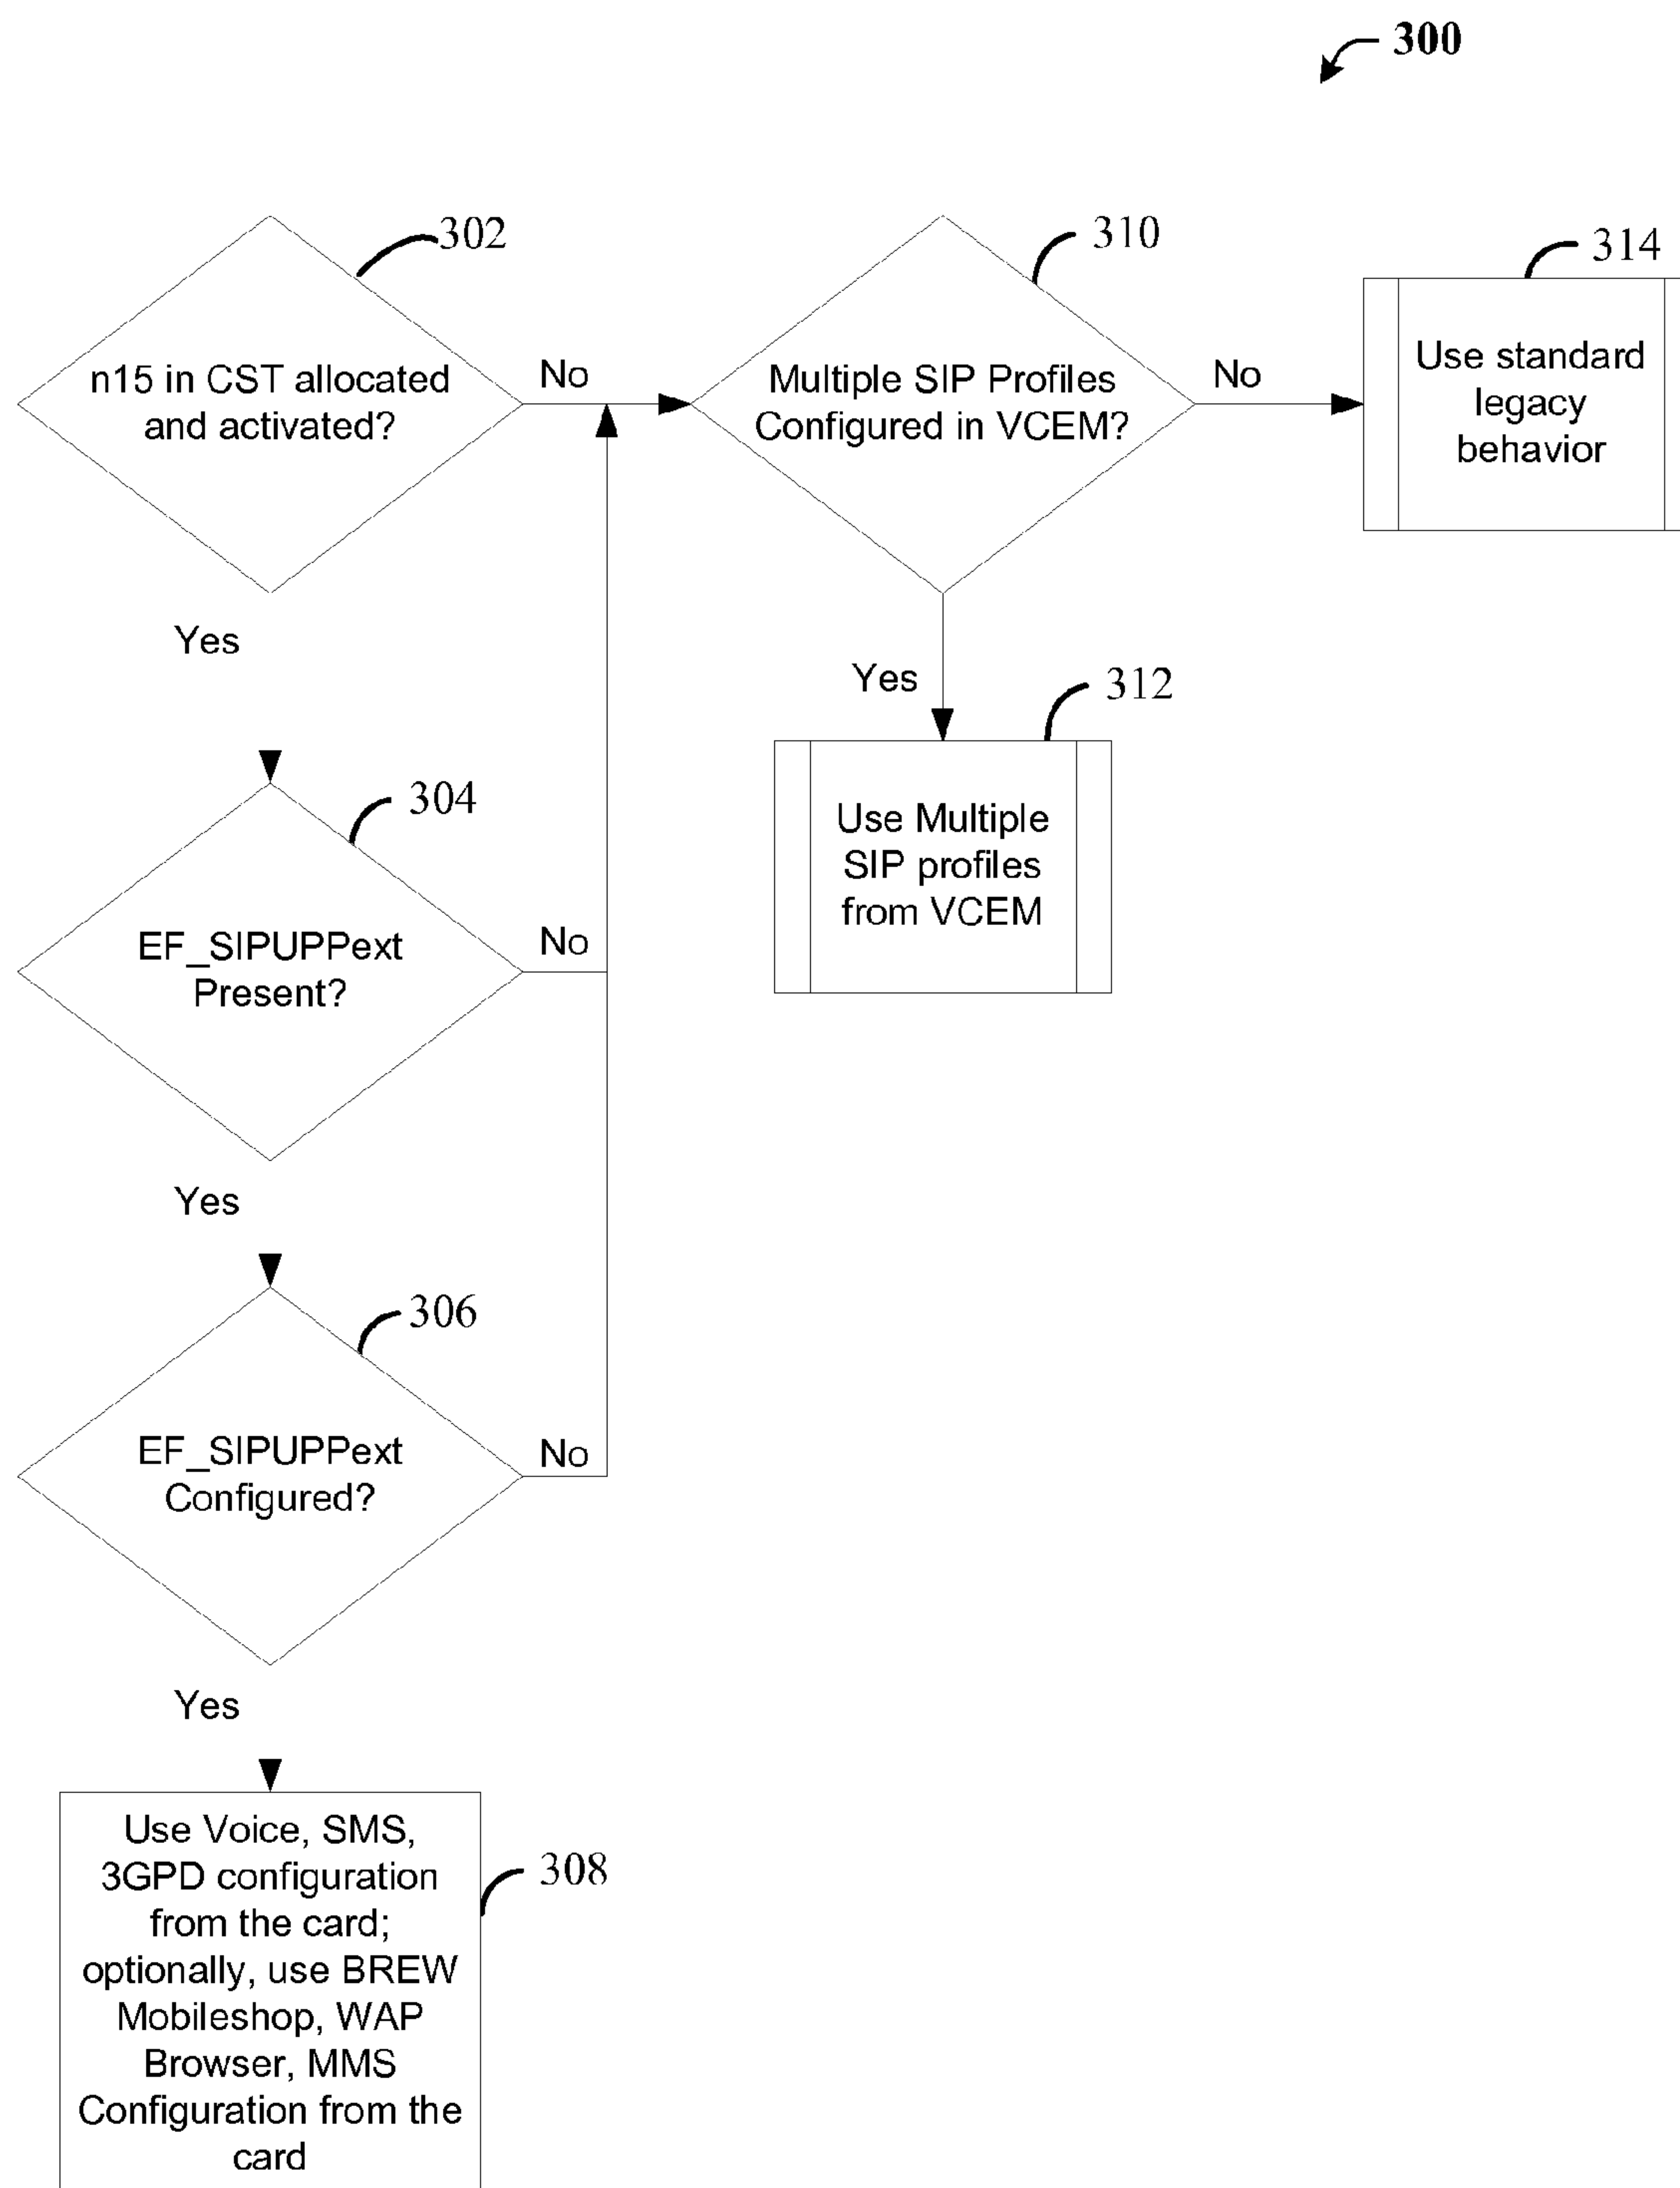 300
302
n15 in CST allocated
and activated?
No
310
Multiple SIP Profiles
Configured in VCEM?
No
314
Use standard
legacy
behavior
Yes
Yes
312
Use Multiple
SIP profiles
from VCEM
304
EF_SIPUPPext
Present?
No
Yes
306
EF_SIPUPPext
Configured?
No
Yes
308
Use Voice, SMS,
3GPD configuration
from the card;
optionally, use BREW
Mobileshop, WAP
Browser, MMS
Configuration from the
card